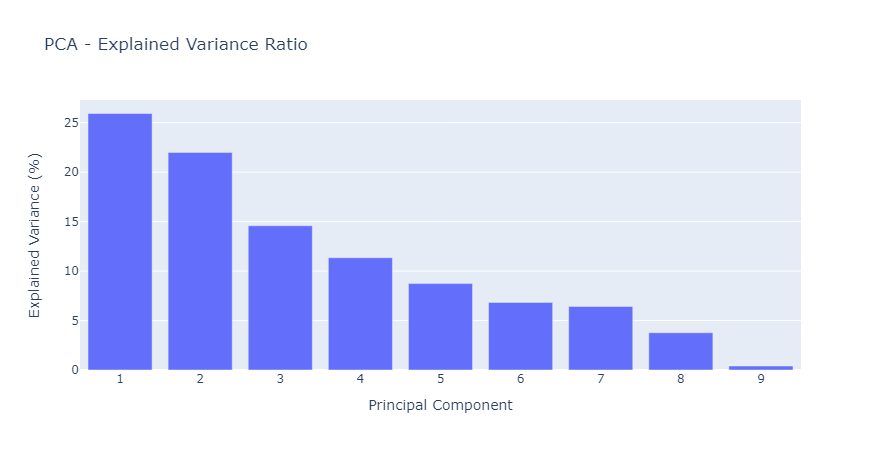 PCA - Explained Variance Ratio
Explained Variance (%)
25
20
15
10
5
0
1 2 3 4 5 6 7 8 9
Principal Component